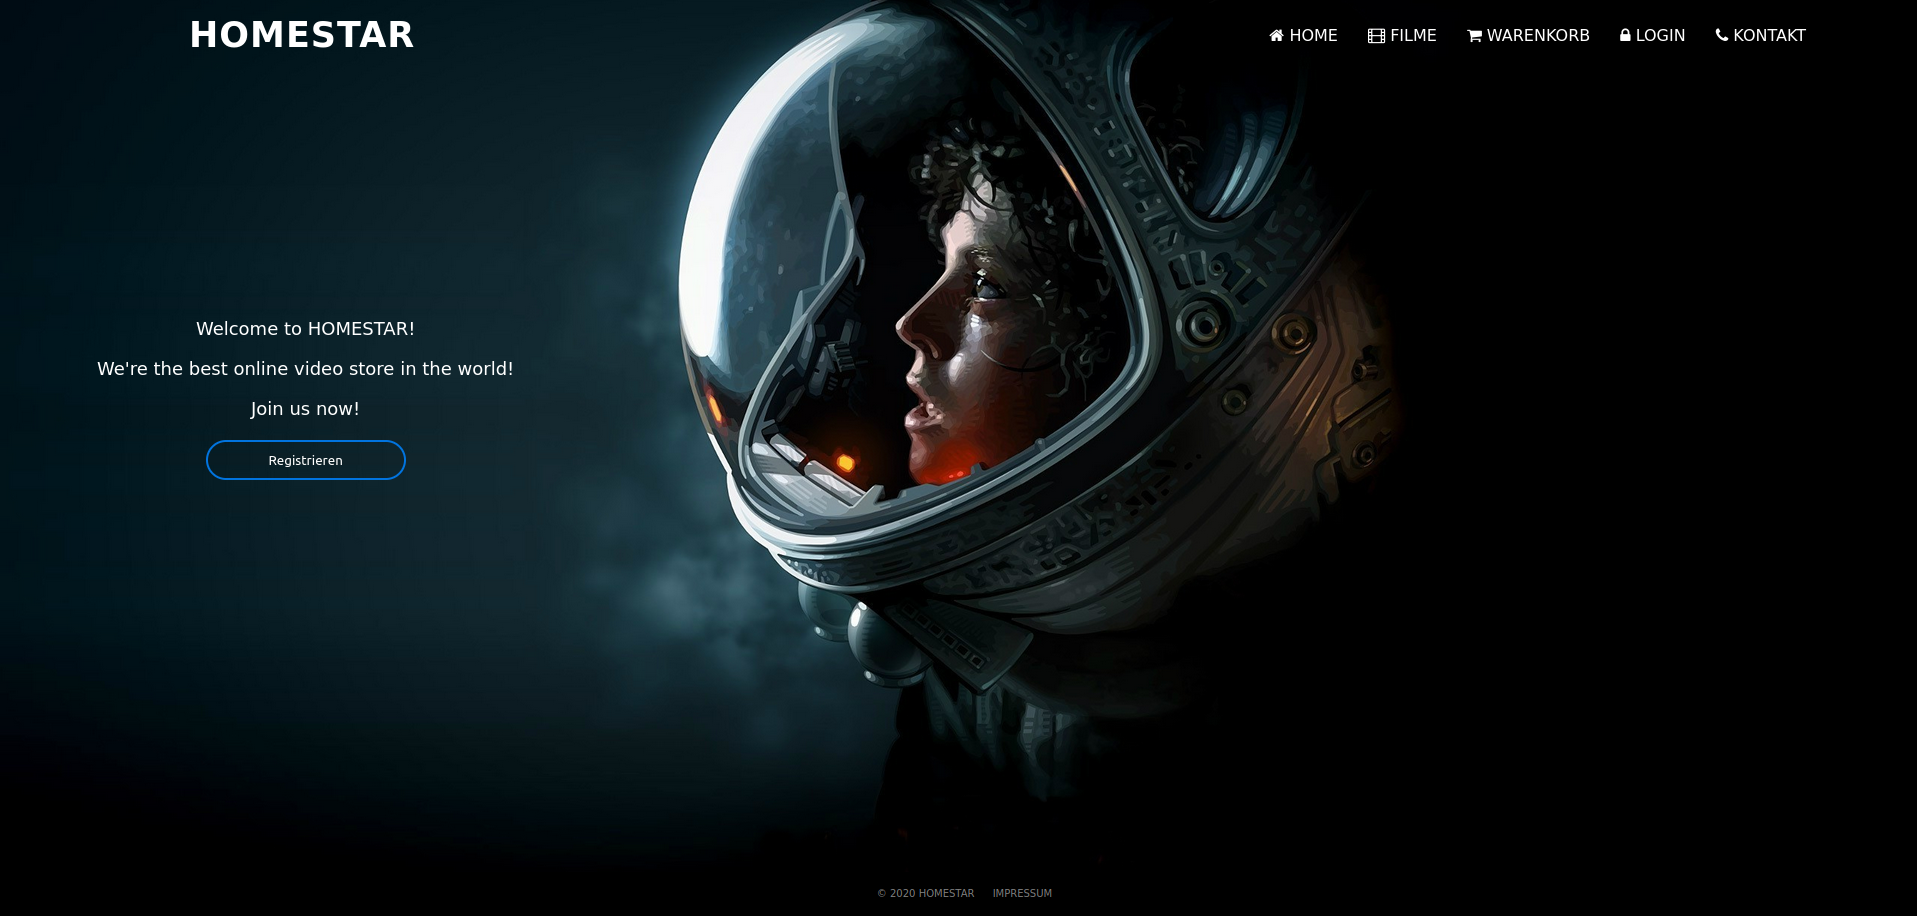 HOMESTAR
HOME FILME WARENKORB LOGIN KONTAKT
Welcome to HOMESTAR!
We're the best online video store in the world!
Join us now!
Registrieren
© 2020 HOMESTAR IMPRESSUM